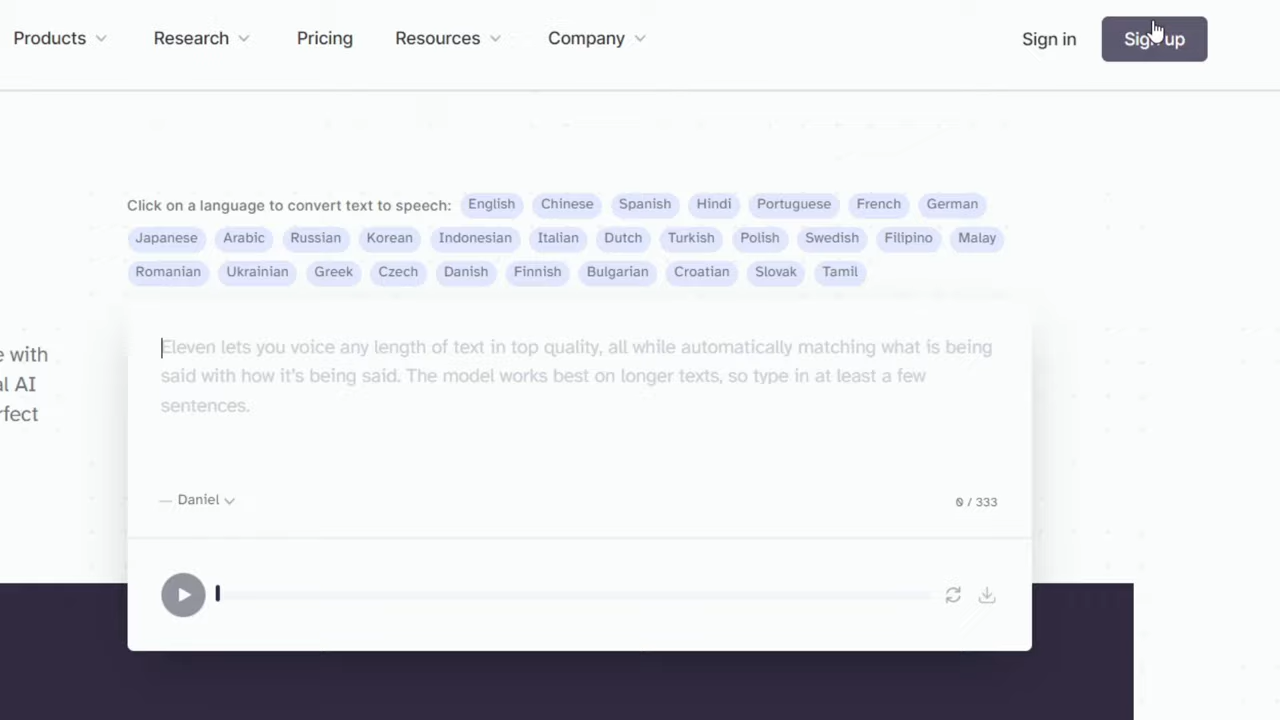 Products Research Pricing Resources Company Sign in Sign up
Click on a language to convert text to speech: English Chinese Spanish Hindi Portuguese French German
Japanese Arabic Russian Korean Indonesian Italian Dutch Turkish Polish Swedish Filipino Malay
Romanian Ukrainian Greek Czech Danish Finnish Bulgarian Croatian Slovak Tamil
Eleven lets you voice any length of text in top quality, all while automatically matching what is being
said with how it's being said. The model works best on longer texts, so type in at least a few
sentences.
with
AI
— Daniel 0 / 333